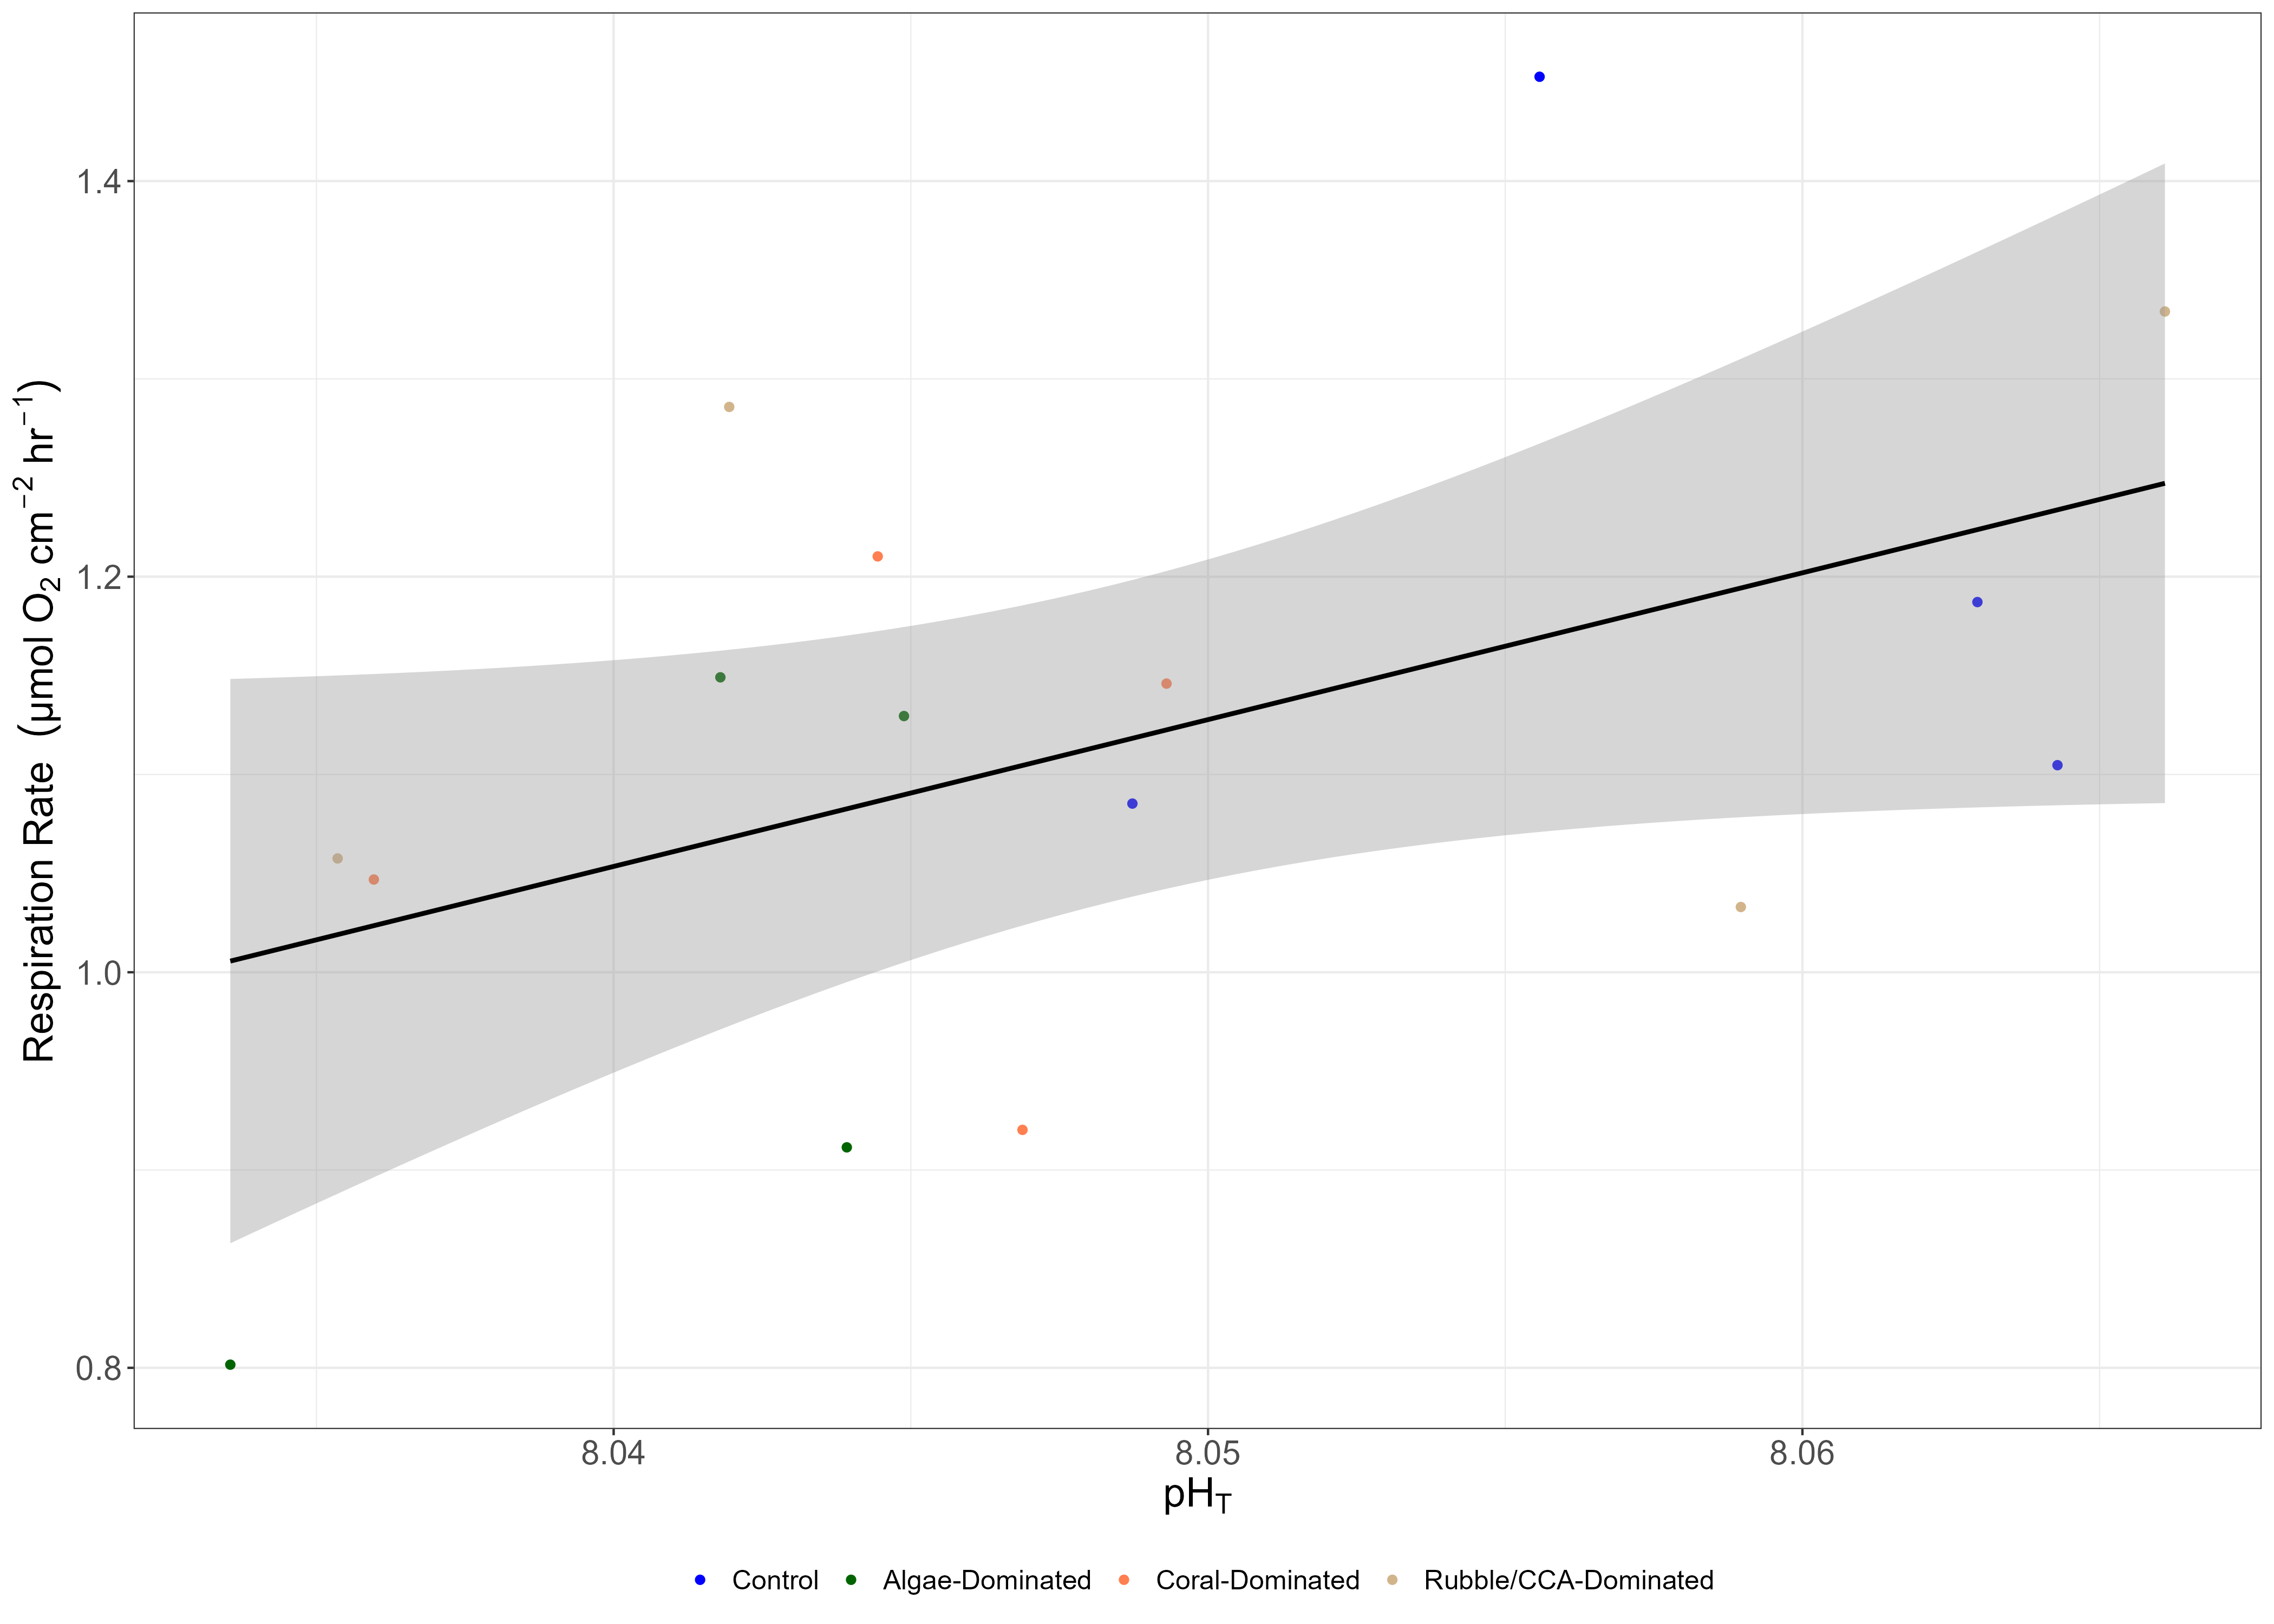 Respiration Rate (µmol O₂ cm⁻² hr⁻¹)
1.4
1.2
1.0
0.8
8.04 8.05 8.06
pH_T
Control Algae-Dominated Coral-Dominated Rubble/CCA-Dominated